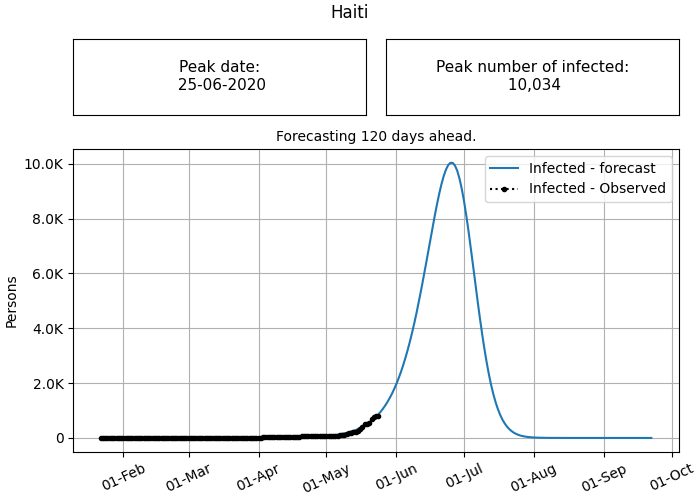 Haiti
Peak date:
25-06-2020
Peak number of infected:
10,034
Forecasting 120 days ahead.
Infected - forecast
Infected - Observed
Persons
10.0K
8.0K
6.0K
4.0K
2.0K
0
01-Feb
01-Mar
01-Apr
01-May
01-Jun
01-Jul
01-Aug
01-Sep
01-Oct